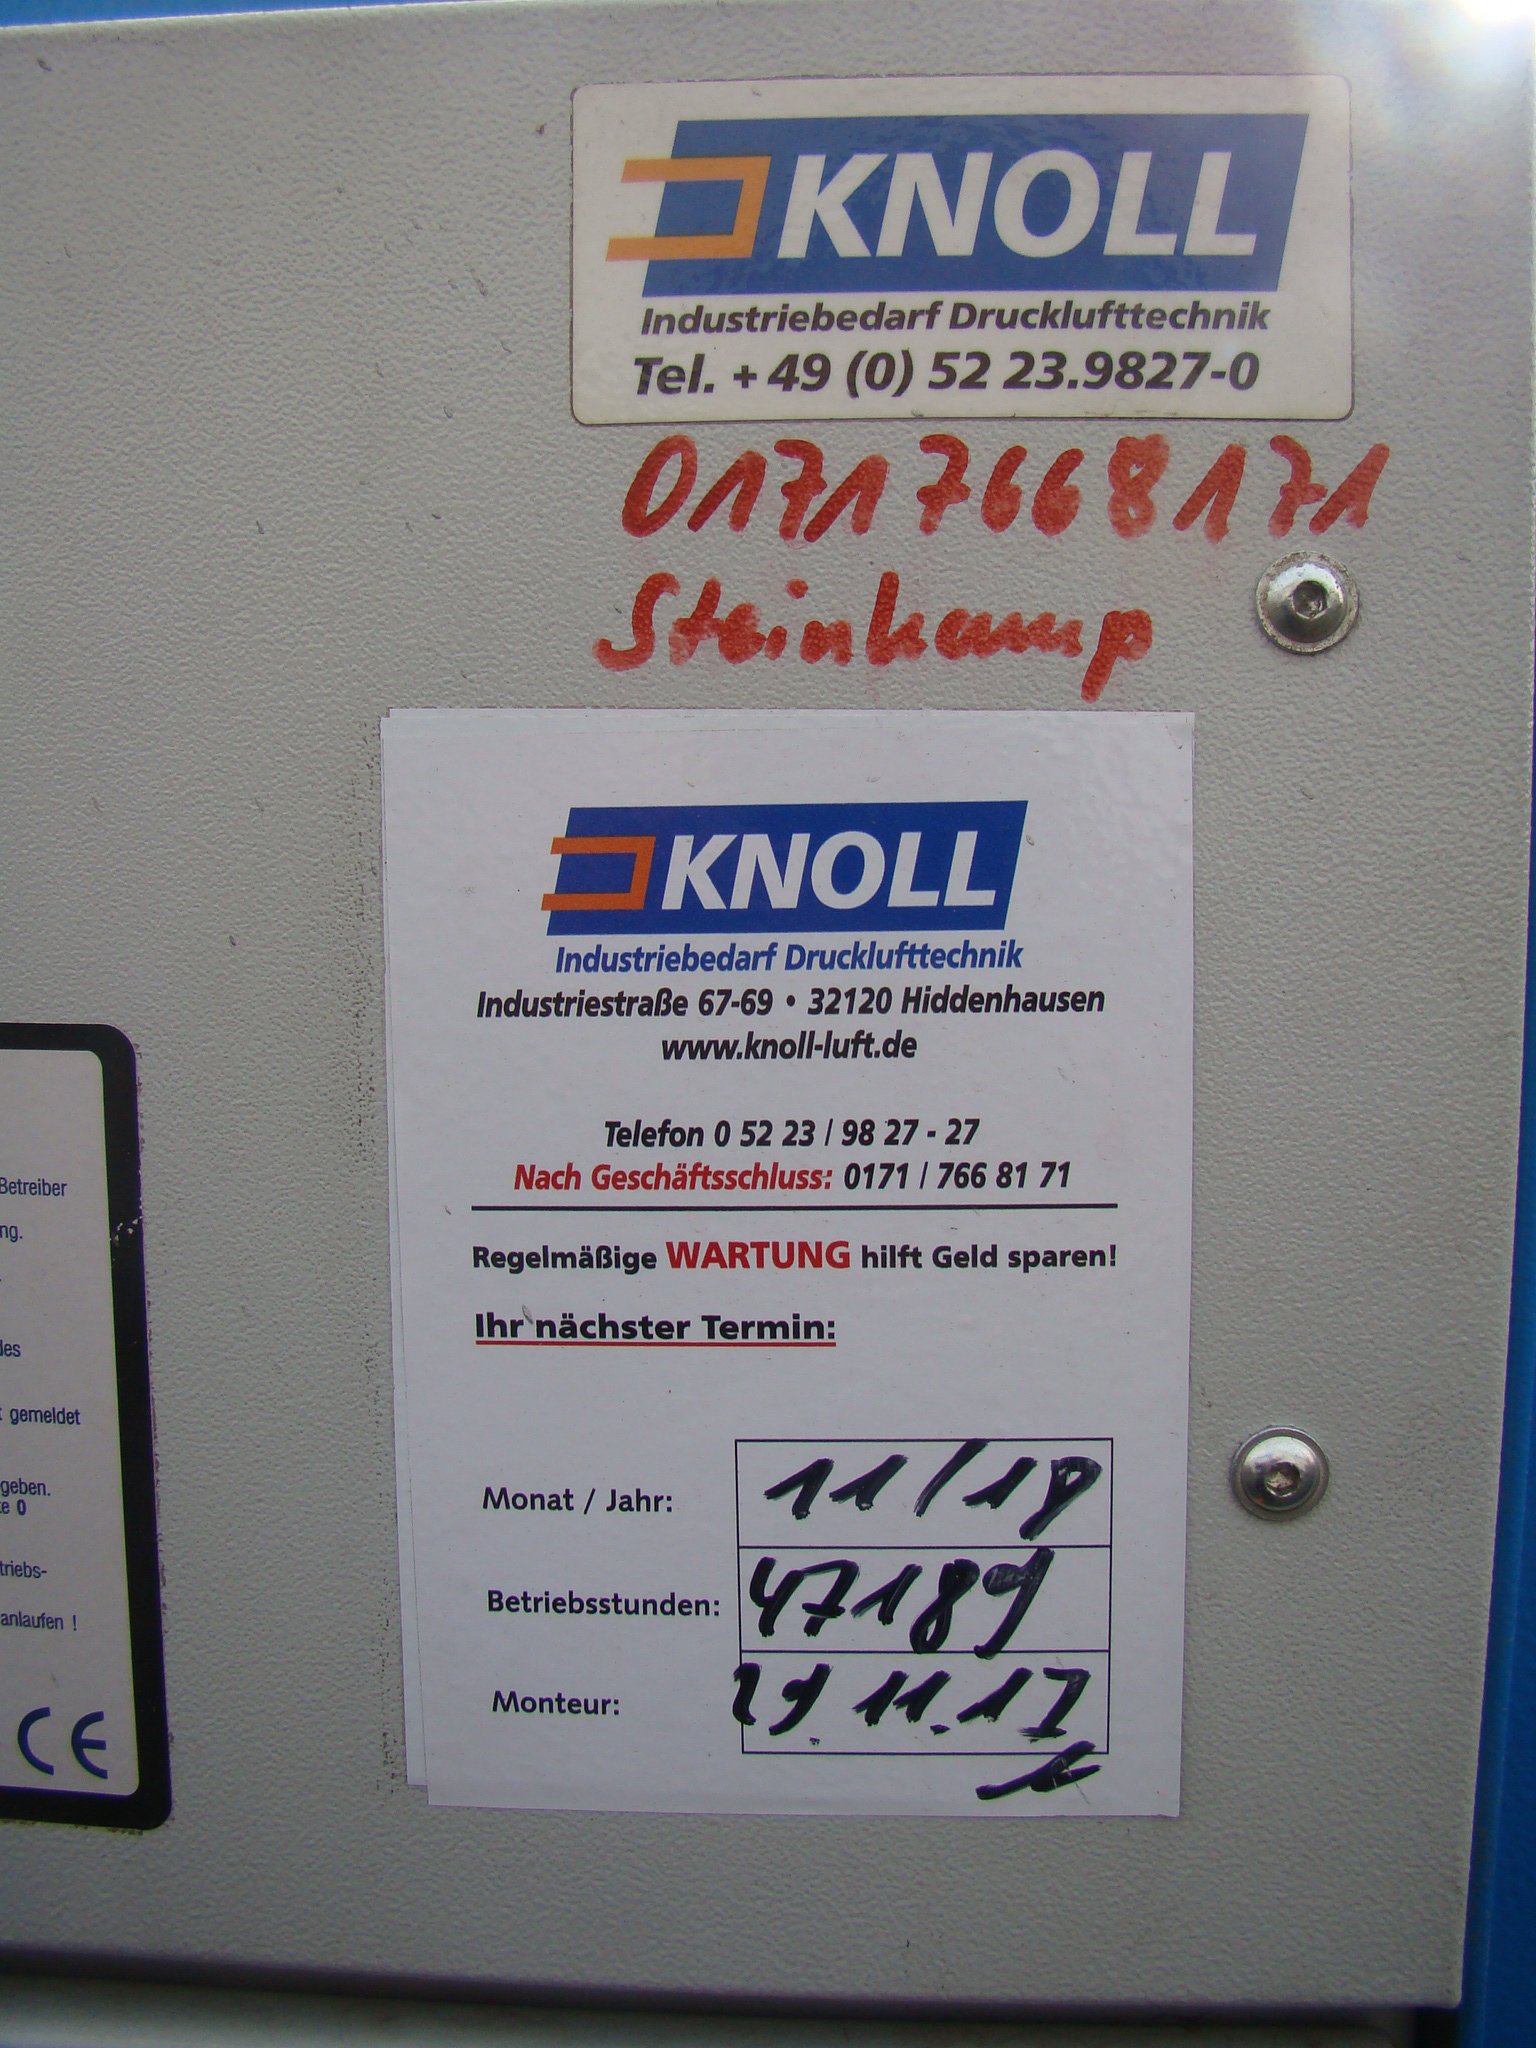 KNOLL
Industriebedarf Drucklufttechnik
Tel. + 49 (0) 52 23.9827-0
0171 7668171
Steinkamp
KNOLL
Industriebedarf Drucklufttechnik
Industriestraße 67-69 • 32120 Hiddenhausen
www.knoll-luft.de
Telefon 0 52 23 / 98 27 - 27
Nach Geschäftsschluss: 0171 / 766 81 71
Regelmäßige WARTUNG hilft Geld sparen!
Ihr nächster Termin:
Monat / Jahr: 11/18
Betriebsstunden: 47189
Monteur: 29.11.17
Betreiber
ng.
des
gemeldet
geben.
te 0
triebs-
anlaufen !
CE